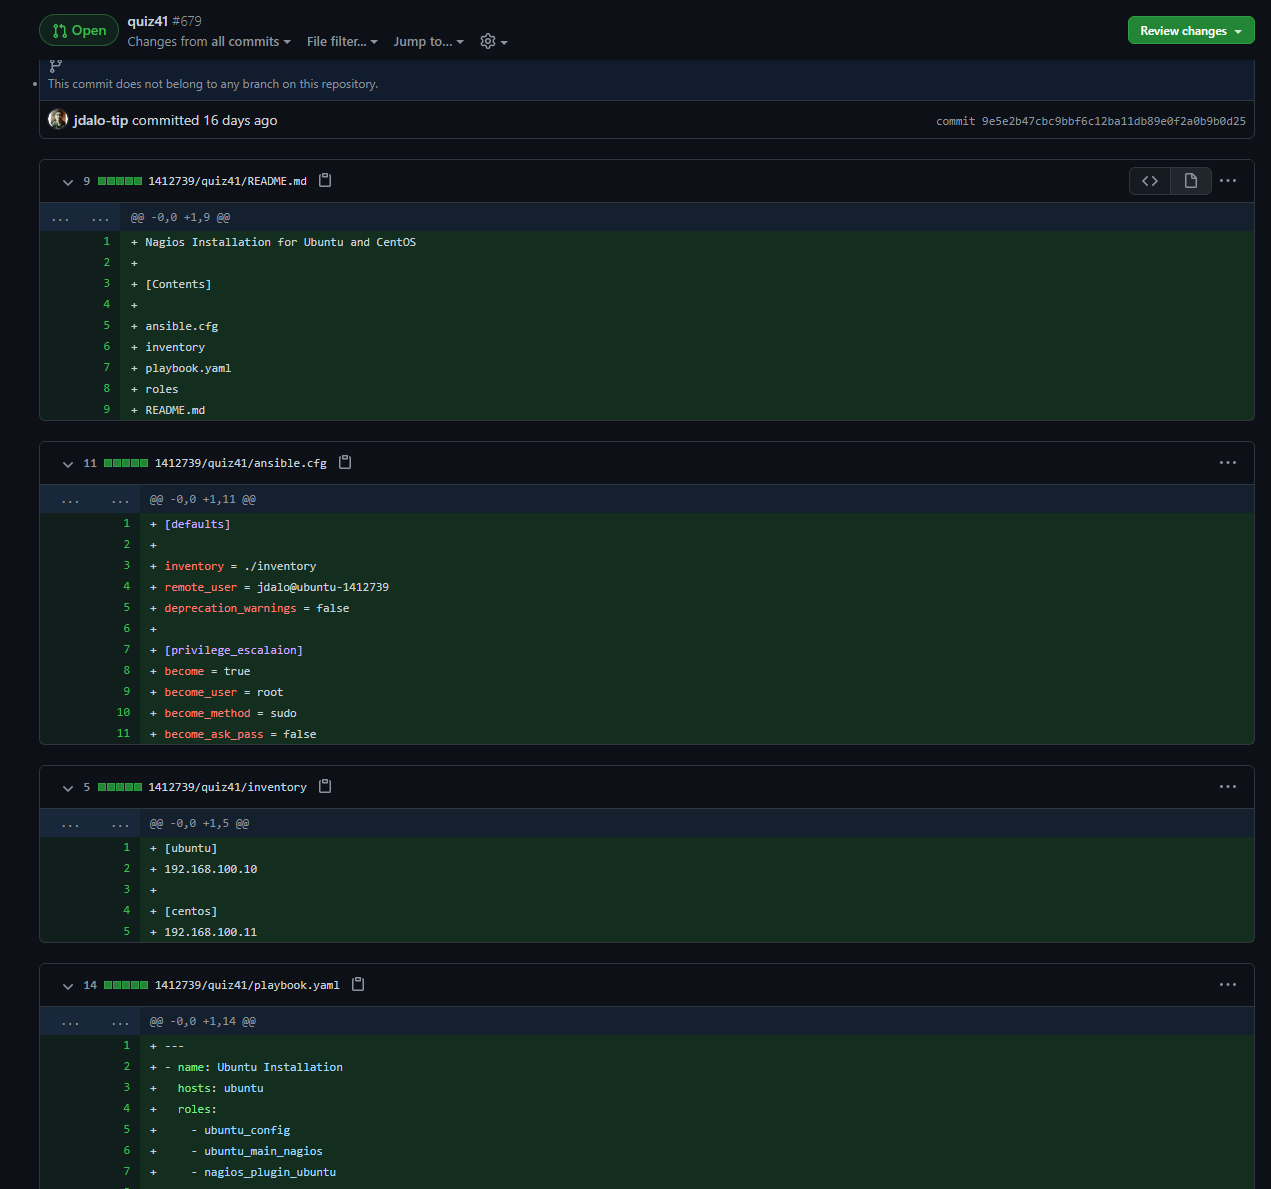 Open
quiz41 #679
Changes from all commits
File filter...
Jump to...
Review changes
This commit does not belong to any branch on this repository.
jdalo-tip committed 16 days ago
commit 9e5e2b47cbc9bbf6c12ba11db89e0f2a0b9b0d25
9 1412739/quiz41/README.md
... ... @@ -0,0 +1,9 @@
1 + Nagios Installation for Ubuntu and CentOS
2 +
3 + [Contents]
4 +
5 + ansible.cfg
6 + inventory
7 + playbook.yaml
8 + roles
9 + README.md
11 1412739/quiz41/ansible.cfg
... ... @@ -0,0 +1,11 @@
1 + [defaults]
2 +
3 + inventory = ./inventory
4 + remote_user = jdalo@ubuntu-1412739
5 + deprecation_warnings = false
6 +
7 + [privilege_escalaion]
8 + become = true
9 + become_user = root
10 + become_method = sudo
11 + become_ask_pass = false
5 1412739/quiz41/inventory
... ... @@ -0,0 +1,5 @@
1 + [ubuntu]
2 + 192.168.100.10
3 +
4 + [centos]
5 + 192.168.100.11
14 1412739/quiz41/playbook.yaml
... ... @@ -0,0 +1,14 @@
1 + ---
2 + - name: Ubuntu Installation
3 +   hosts: ubuntu
4 +   roles:
5 +     - ubuntu_config
6 +     - ubuntu_main_nagios
7 +     - nagios_plugin_ubuntu